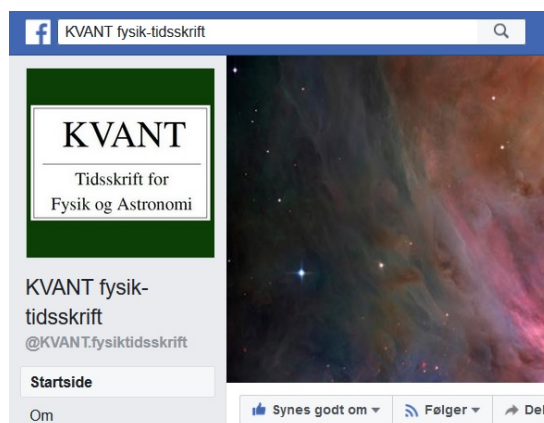 KVANT fysik-tidsskrift
KVANT
Tidsskrift for
Fysik og Astronomi
KVANT fysik-
tidsskrift
@KVANT.fysiktidsskrift
Startside
Om
Synes godt om
Følger